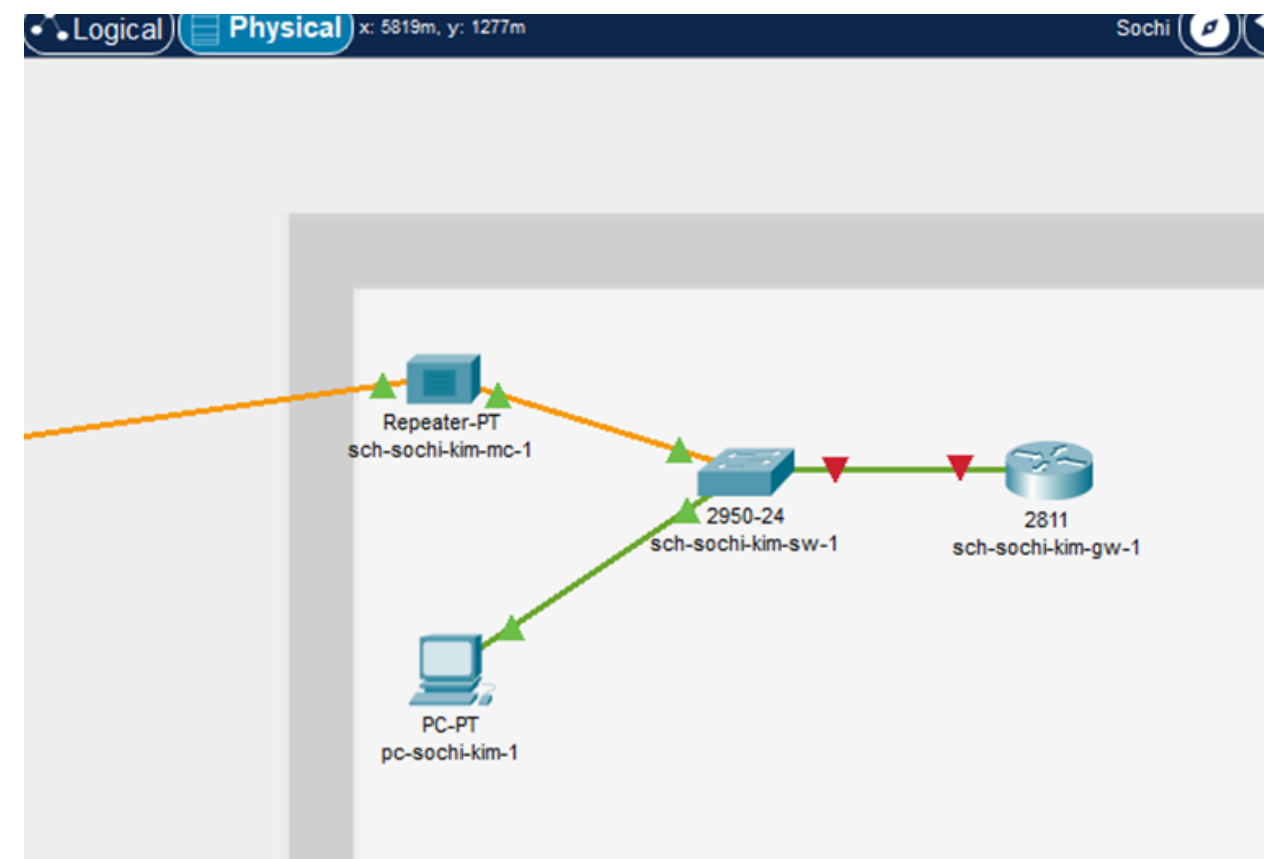 Logical Physical x: 5819m, y: 1277m Sochi
Repeater-PT
sch-sochi-kim-mc-1
2950-24
sch-sochi-kim-sw-1
2811
sch-sochi-kim-gw-1
PC-PT
pc-sochi-kim-1